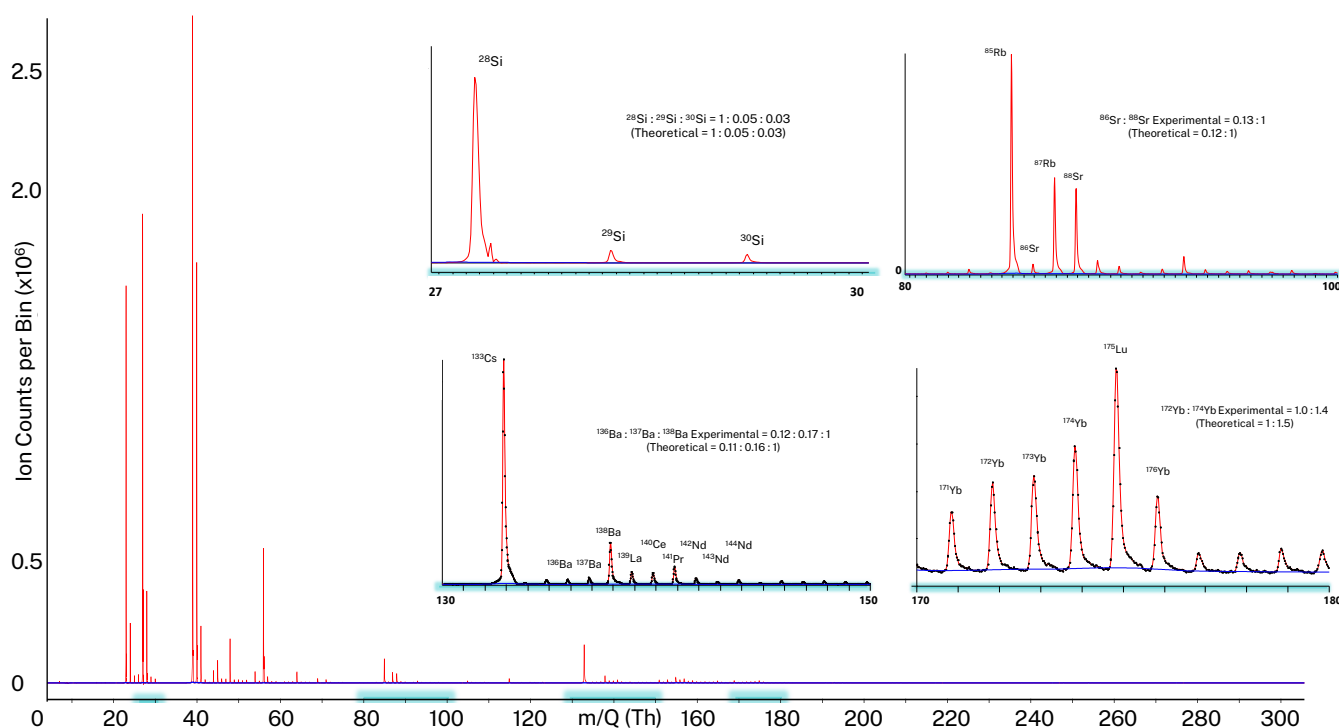 2.5
2.0
0.5
0
Ion Counts per Bin (x10⁶)
0 20 40 60 80 100 120 140 160 200 220 240 260 280 300
m/Q (Th)
²⁸Si
²⁸Si : ²⁹Si : ³⁰Si = 1 : 0.05 : 0.03
(Theoretical = 1 : 0.05 : 0.03)
²⁹Si
³⁰Si
27 30
⁸⁵Rb
⁸⁶Sr : ⁸⁸Sr Experimental = 0.13 : 1
(Theoretical = 0.12 : 1)
⁸⁷Rb
⁸⁸Sr
⁸⁶Sr
0
80 100
¹³³Cs
¹³⁶Ba : ¹³⁷Ba : ¹³⁸Ba Experimental = 0.12 : 0.17 : 1
(Theoretical = 0.11 : 0.16 : 1)
¹³⁸Ba
¹⁴⁰Ce ¹⁴²Nd ¹⁴⁴Nd
¹³⁶Ba ¹³⁷Ba ¹³⁹La ¹⁴¹Pr ¹⁴³Nd
130 150
¹⁷⁵Lu
¹⁷²Yb : ¹⁷⁴Yb Experimental = 1.0 : 1.4
(Theoretical = 1 : 1.5)
¹⁷⁴Yb
¹⁷³Yb
¹⁷²Yb
¹⁷⁶Yb
¹⁷¹Yb
170 180